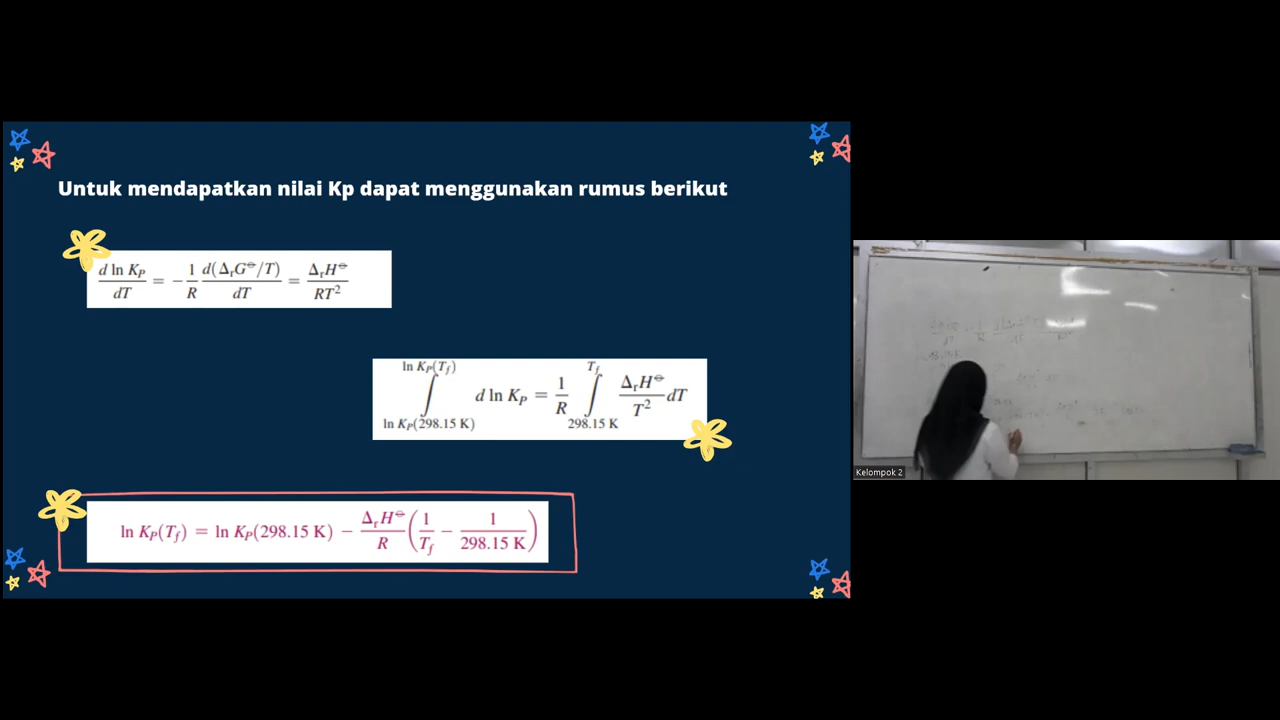 Untuk mendapatkan nilai Kp dapat menggunakan rumus berikut
d ln K_P / dT = − 1/R d(Δ_rG^⦵/T) / dT = Δ_rH^⦵ / RT²
∫_{ln K_P(298.15 K)}^{ln K_P(T_f)} d ln K_P = 1/R ∫_{298.15 K}^{T_f} Δ_rH^⦵ / T² dT
ln K_P(T_f) = ln K_P(298.15 K) − Δ_rH^⦵ / R (1/T_f − 1/298.15 K)
Kelompok 2